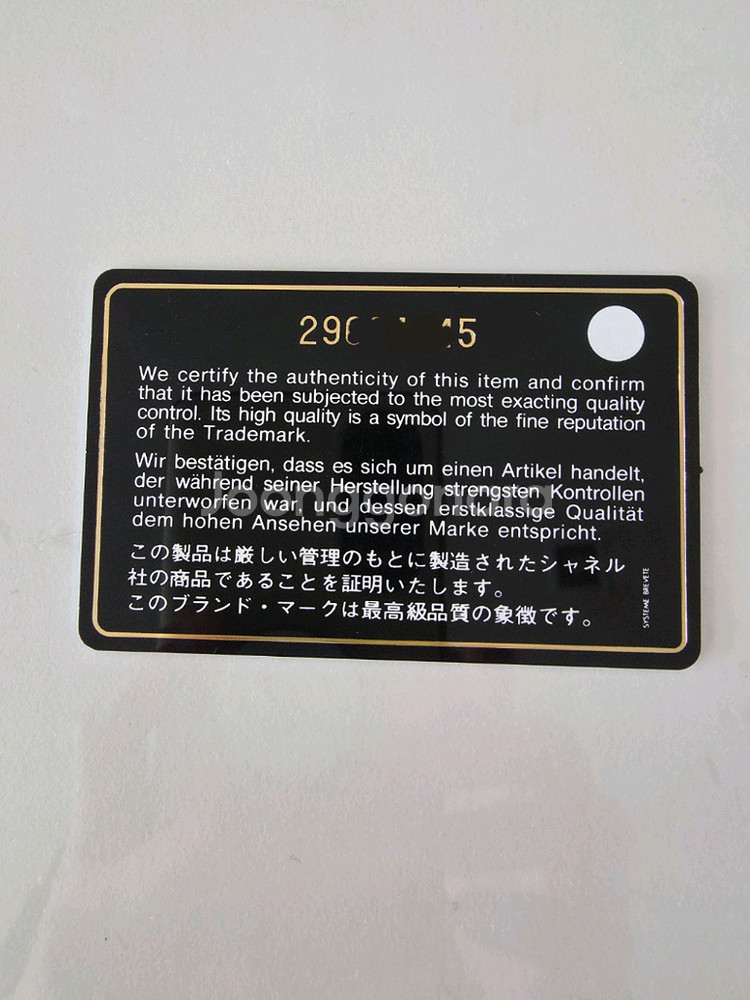 We certify the authenticity of this item and confirm
that it has been subjected to the most exacting quality
control. Its high quality is a symbol of the fine reputation
of the Trademark.
Wir bestätigen, dass es sich um einen Artikel handelt,
der während seiner Herstellung strengsten Kontrollen
unterworfen war, und dessen erstklassige Qualität
dem hohen Ansehen unserer Marke entspricht.
この製品は厳しい管理のもとに製造されたシャネル
社の商品であることを証明いたします。
このブランド・マークは最高級品質の象徴です。
SYSTEME BREVETE
Joonggonara